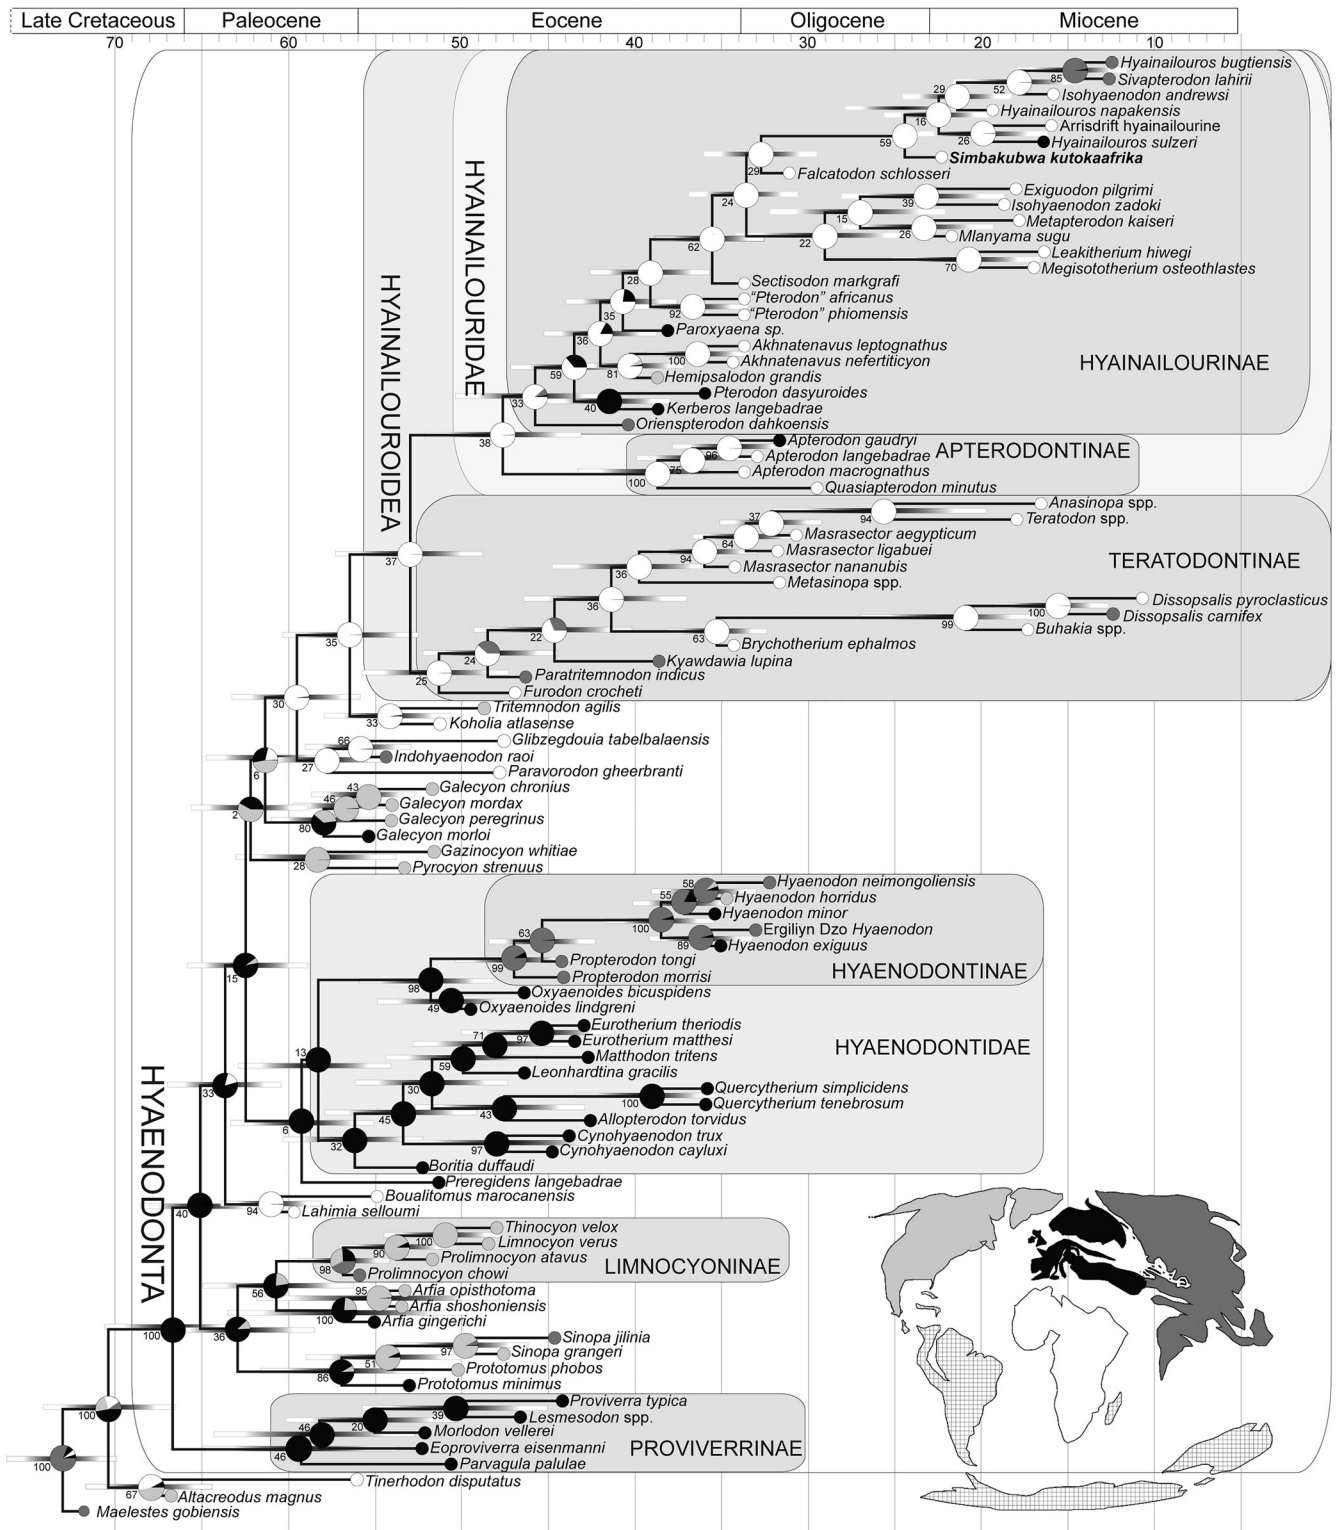 Late Cretaceous Paleocene Eocene Oligocene Miocene
70 60 50 40 30 20 10
Hyainailouros bugtiensis
85
Sivapterodon lahirii
52
29
Isohyaenodon andrewsi
Hyainailouros napakensis
16
Arrisdrift hyainailourine
59
26
Hyainailouros sulzeri
Simbakubwa kutokaafrika
29
Falcatodon schlosseri
24
Exiguodon pilgrimi
39
Isohyaenodon zadoki
15
Metapterodon kaiseri
22
26
Mlanyama sugu
62
Leakitherium hiwegi
70
Megisototherium osteothlastes
28
Sectisodon markgrafi
"Pterodon" africanus
35
92
"Pterodon" phiomensis
Paroxyaena sp.
36
Akhnatenavus leptognathus
100
Akhnatenavus nefertiticyon
HYAINAILOURINAE
59
81
Hemipsalodon grandis
33
Pterodon dasyuroides
40
Kerberos langebadrae
Orienspterodon dahkoensis
HYAINAILOURIDAE
HYAINAILOUROIDEA
38
Apterodon gaudryi
96
Apterodon langebadrae
APTERODONTINAE
75
Apterodon macrognathus
100
Quasiapterodon minutus
Anasinopa spp.
37
94
Teratodon spp.
64
Masrasector aegypticum
94
Masrasector ligabuei
37
36
Masrasector nananubis
TERATODONTINAE
Metasinopa spp.
36
Dissopsalis pyroclasticus
100
Dissopsalis carnifex
99
Buhakia spp.
22
63
Brychotherium ephalmos
35
24
Kyawdawia lupina
25
Paratritemnodon indicus
Furodon crocheti
30
Tritemnodon agilis
33
Koholia atlasense
66
Glibzegdouia tabelbalaensis
Indohyaenodon raoi
6
27
Paravorodon gheerbranti
43
Galecyon chronius
46
Galecyon mordax
2
80
Galecyon peregrinus
Galecyon morloi
Gazinocyon whitiae
28
Pyrocyon strenuus
58
Hyaenodon neimongoliensis
55
Hyaenodon horridus
Hyaenodon minor
100
Ergiliyn Dzo Hyaenodon
63
89
Hyaenodon exiguus
99
Propterodon tongi
15
Propterodon morrisi
HYAENODONTINAE
98
Oxyaenoides bicuspidens
49
Oxyaenoides lindgreni
Eurotherium theriodis
71
97
Eurotherium matthesi
HYAENODONTIDAE
13
59
Matthodon tritens
Leonhardtina gracilis
33
30
Quercytherium simplicidens
100
Quercytherium tenebrosum
45
43
Allopterodon torvidus
6
Cynohyaenodon trux
32
97
Cynohyaenodon cayluxi
Boritia duffaudi
Preregidens langebadrae
Boualitomus marocanensis
HYAENODONTA
40
94
Lahimia selloumi
Thinocyon velox
100
Limnocyon verus
90
Prolimnocyon atavus
98
LIMNOCYONINAE
Prolimnocyon chowi
56
95
Arfia opisthotoma
Arfia shoshoniensis
100
Arfia gingerichi
100
36
Sinopa jilinia
97
Sinopa grangeri
51
Prototomus phobos
86
Prototomus minimus
Proviverra typica
100
39
Lesmesodon spp.
46
20
Morlodon vellerei
PROVIVERRINAE
46
Eoproviverra eisenmanni
100
Parvagula palulae
Tinerhodon disputatus
67
Altacreodus magnus
Maelestes gobiensis